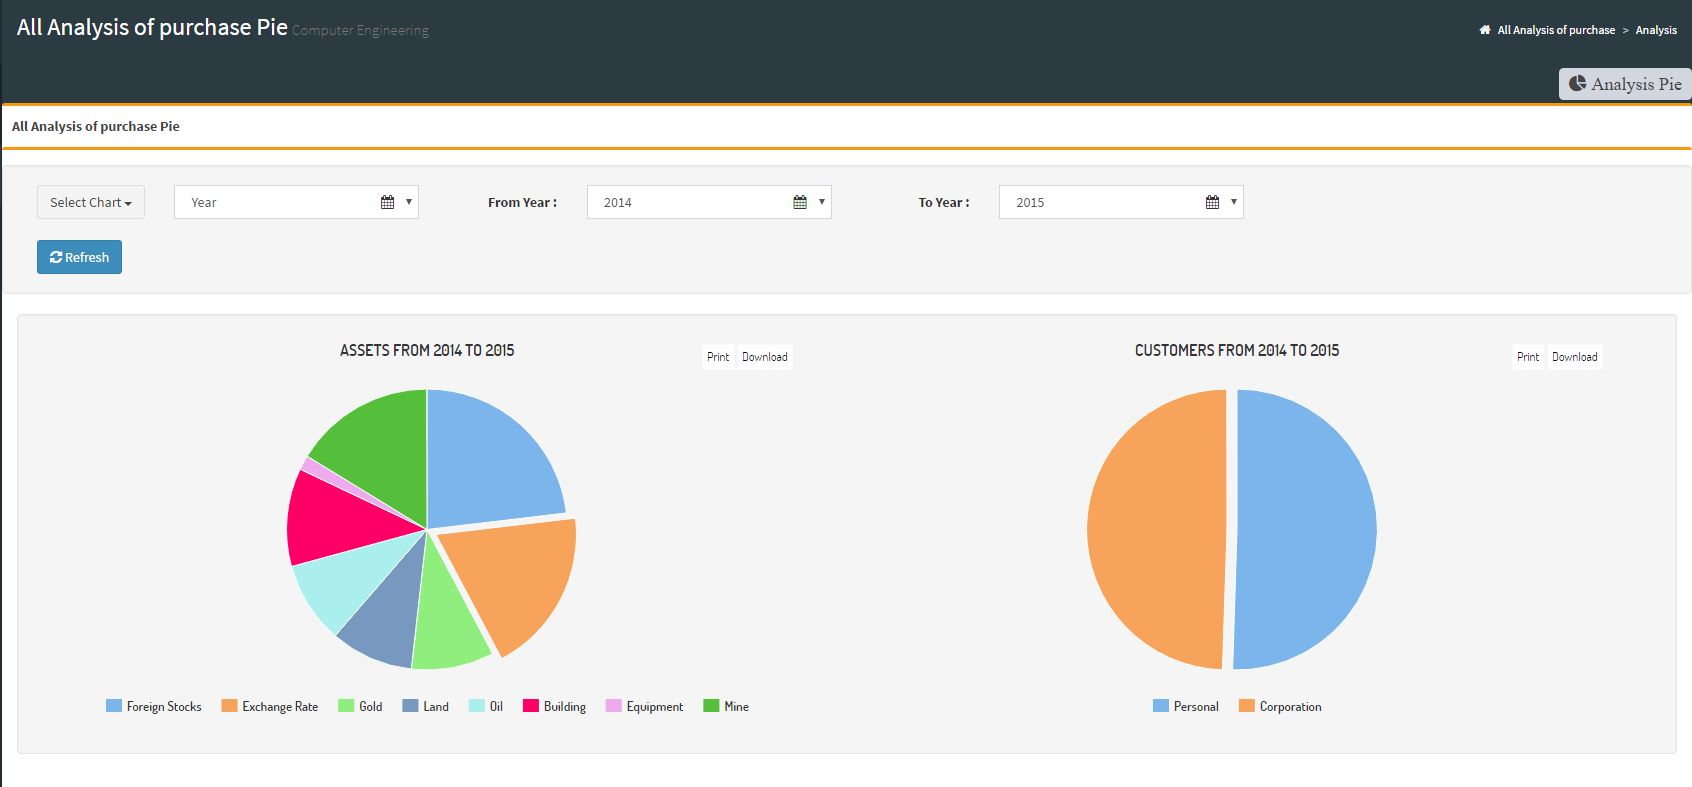 All Analysis of purchase Pie Computer Engineering
All Analysis of purchase > Analysis
Analysis Pie
All Analysis of purchase Pie
Select Chart Year From Year : 2014 To Year : 2015
Refresh
ASSETS FROM 2014 TO 2015
Print Download
Foreign Stocks Exchange Rate Gold Land Oil Building Equipment Mine
CUSTOMERS FROM 2014 TO 2015
Print Download
Personal Corporation